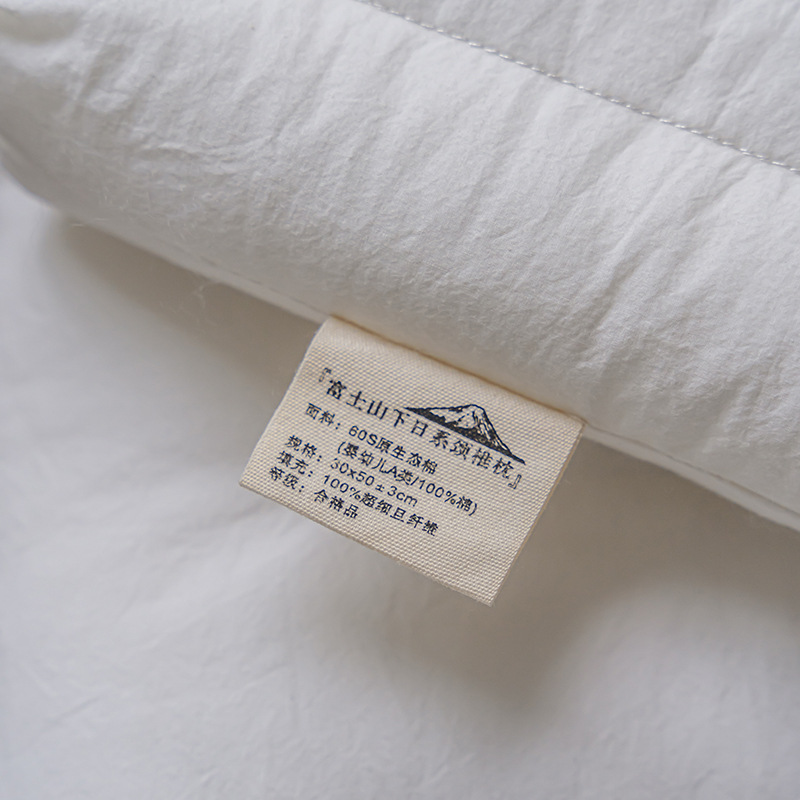 『富士山下日系颈椎枕』
面料：60S原生态棉
(婴幼儿A类/100%棉)
规格：30x50±3cm
填充：100%超细旦纤维
等级：合格品